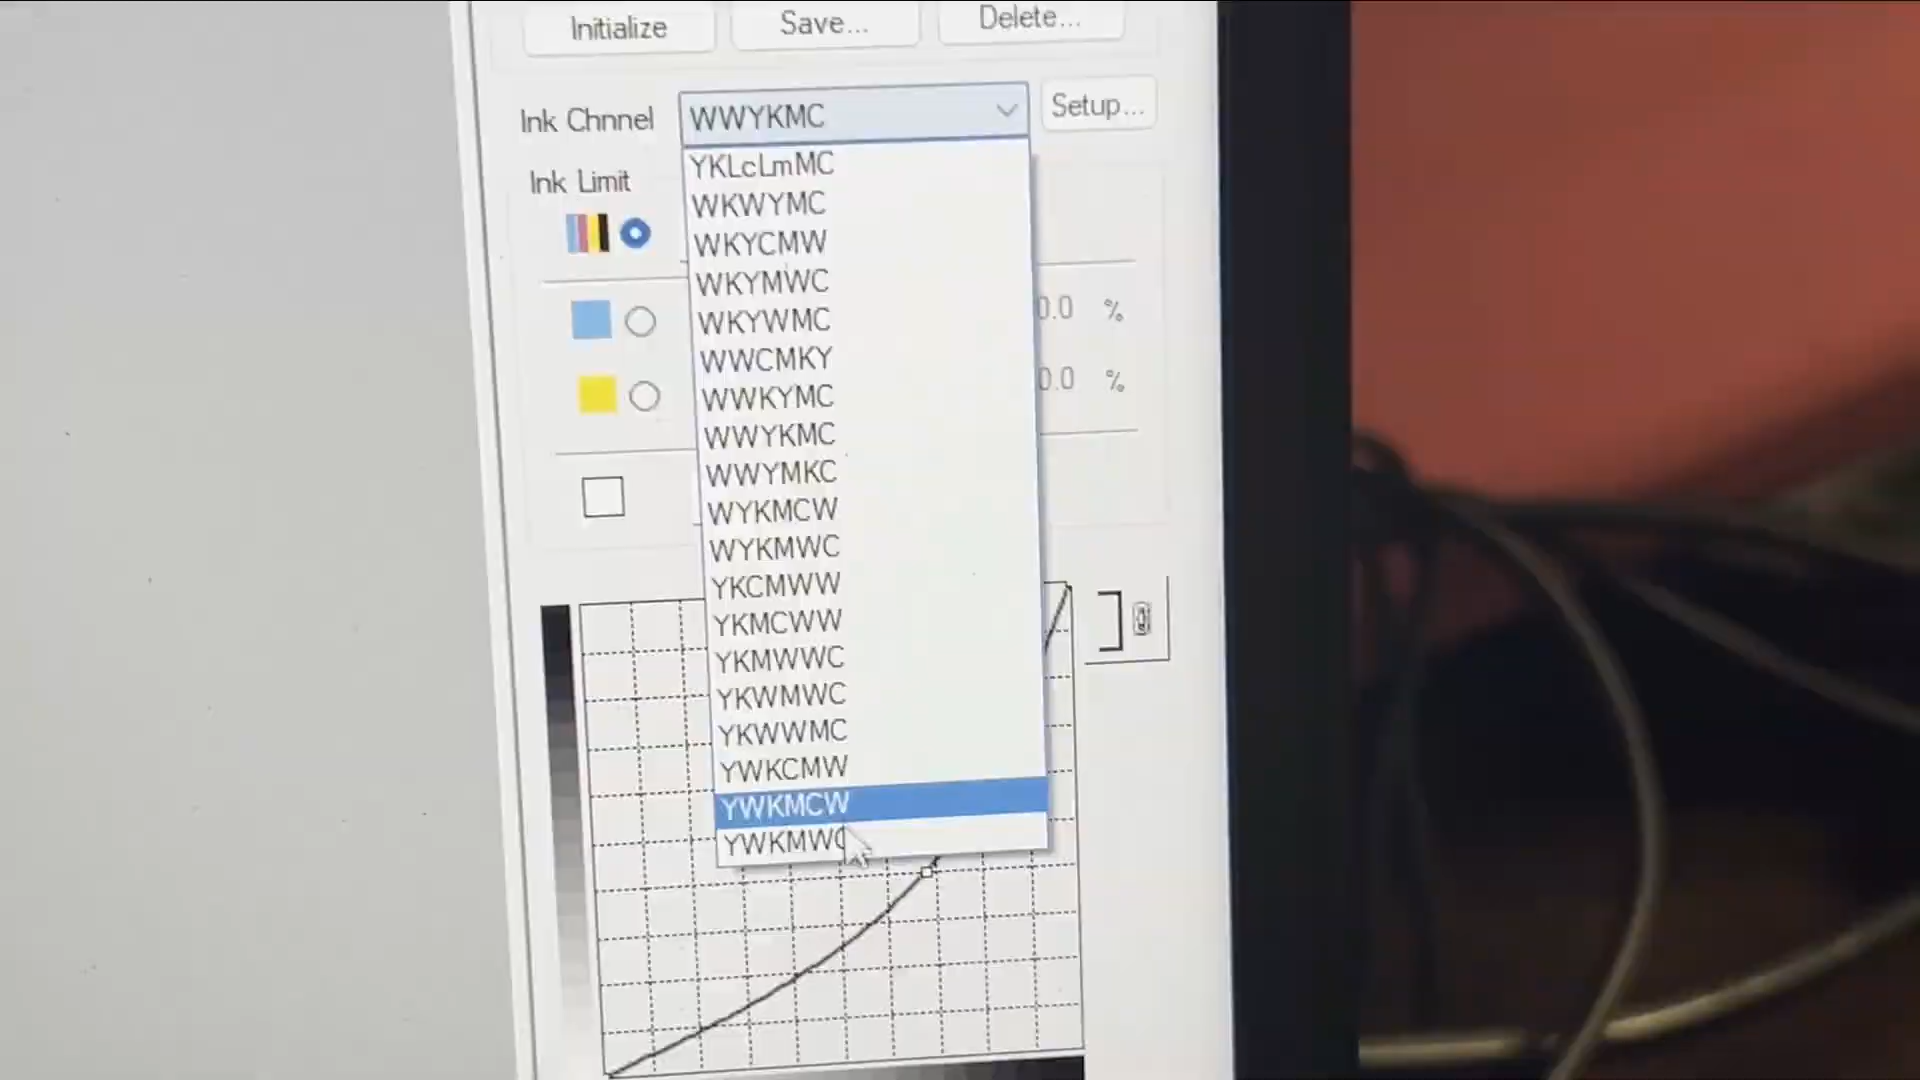 Initialize
Save...
Delete...
Ink Chnnel
WWYKMC
Setup...
Ink Limit
YKLcLmMC
WKWYMC
WKYCMW
WKYMWC
WKYWMC
WWCMKY
WWKYMC
WWYKMC
WWYMKC
WYKMCW
WYKMWC
YKCMWW
YKMCWW
YKMWWC
YKWMWC
YKWWMC
YWKCMW
YWKMCW
YWKMWC
0.0 %
0.0 %